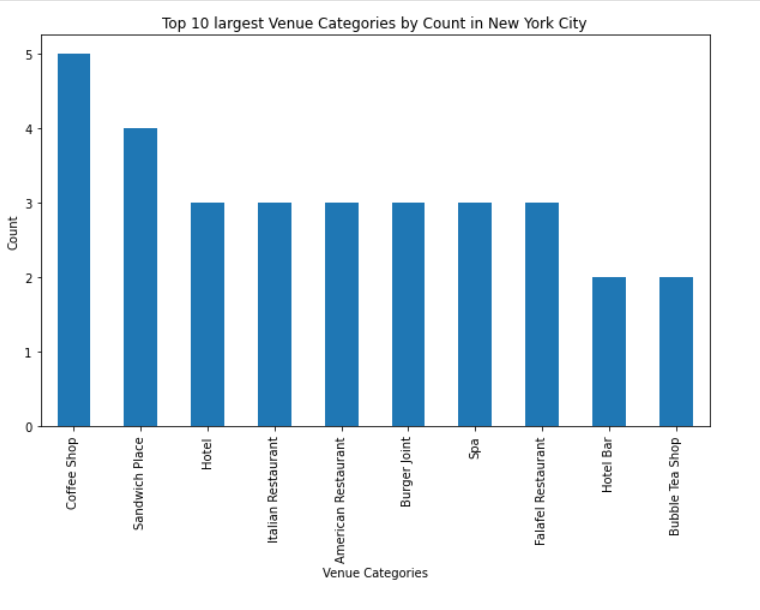 Top 10 largest Venue Categories by Count in New York City
5
4
3
2
1
0
Count
Coffee Shop
Sandwich Place
Hotel
Italian Restaurant
American Restaurant
Burger Joint
Spa
Falafel Restaurant
Hotel Bar
Bubble Tea Shop
Venue Categories